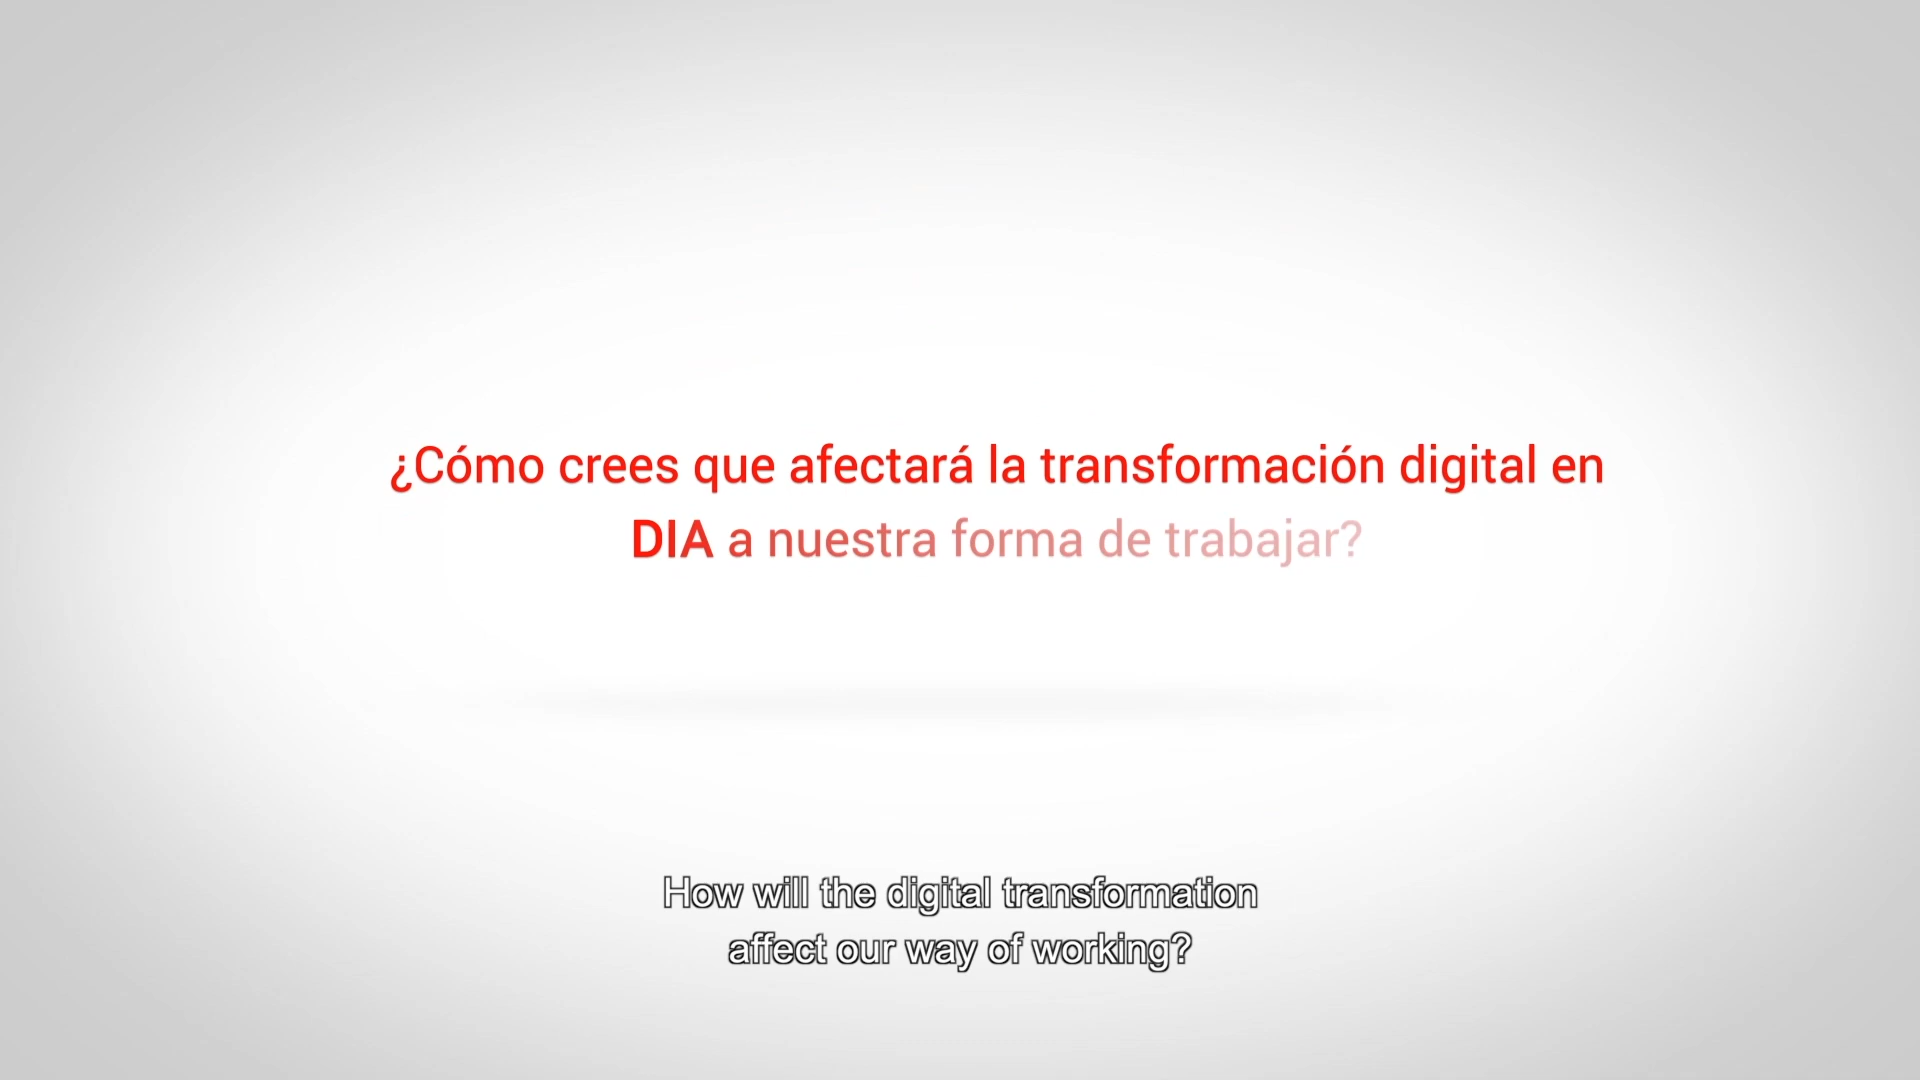 ¿Cómo crees que afectará la transformación digital en
DIA a nuestra forma de trabajar?
How will the digital transformation
affect our way of working?